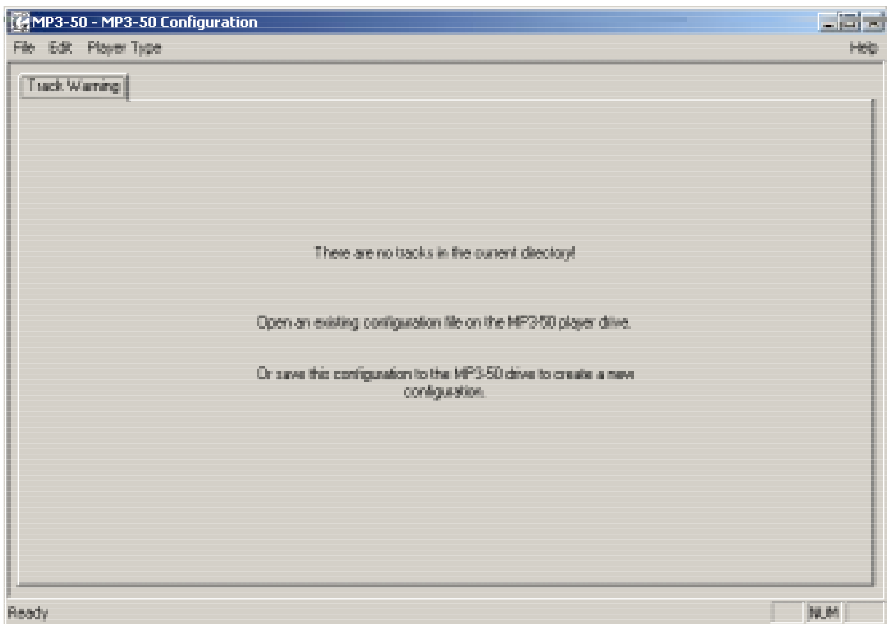 MP3-50 - MP3-50 Configuration
File Edit Player Type Help
Track Warning
There are no tracks in the current directory!
Open an existing configuration file on the MP3-50 player drive.
Or save this configuration to the MP3-50 drive to create a new
configuration.
Ready NUM